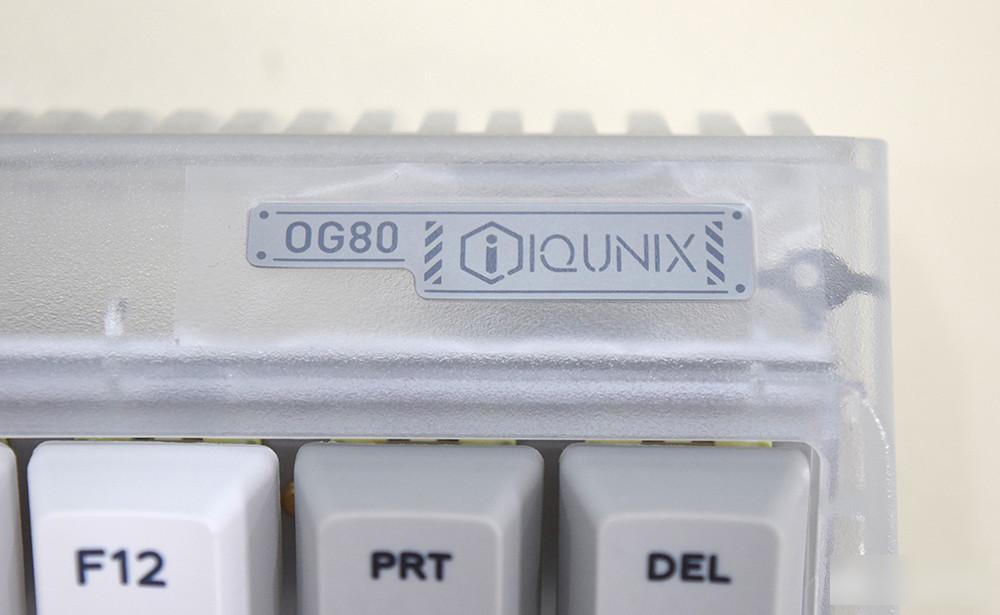 OG80
IQUNIX
F12
PRT
DEL